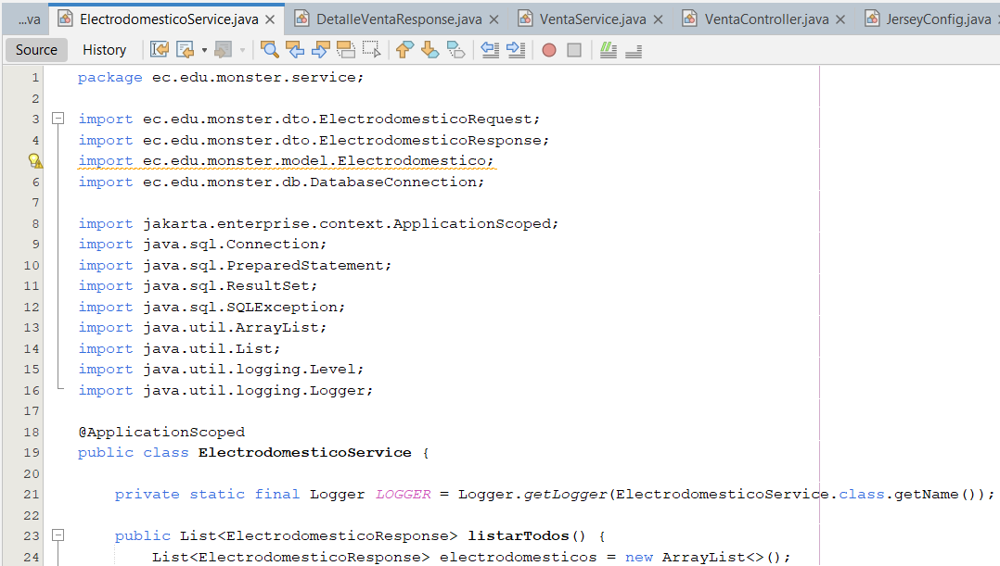 ...va ElectrodomesticoService.java × DetalleVentaResponse.java × VentaService.java × VentaController.java × JerseyConfig.java
Source History
1 package ec.edu.monster.service;
2
3 import ec.edu.monster.dto.ElectrodomesticoRequest;
4 import ec.edu.monster.dto.ElectrodomesticoResponse;
import ec.edu.monster.model.Electrodomestico;
6 import ec.edu.monster.db.DatabaseConnection;
7
8 import jakarta.enterprise.context.ApplicationScoped;
9 import java.sql.Connection;
10 import java.sql.PreparedStatement;
11 import java.sql.ResultSet;
12 import java.sql.SQLException;
13 import java.util.ArrayList;
14 import java.util.List;
15 import java.util.logging.Level;
16 import java.util.logging.Logger;
17
18 @ApplicationScoped
19 public class ElectrodomesticoService {
20
21 private static final Logger LOGGER = Logger.getLogger(ElectrodomesticoService.class.getName());
22
23 public List<ElectrodomesticoResponse> listarTodos() {
24 List<ElectrodomesticoResponse> electrodomesticos = new ArrayList<>();